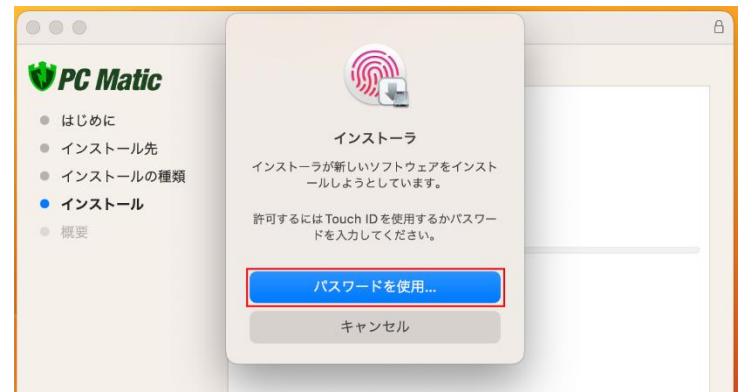 PC Matic
はじめに
インストール先
インストールの種類
インストール
概要
インストーラ
インストーラが新しいソフトウェアをインスト
ールしようとしています。
許可するにはTouch IDを使用するかパスワー
ドを入力してください。
パスワードを使用...
キャンセル